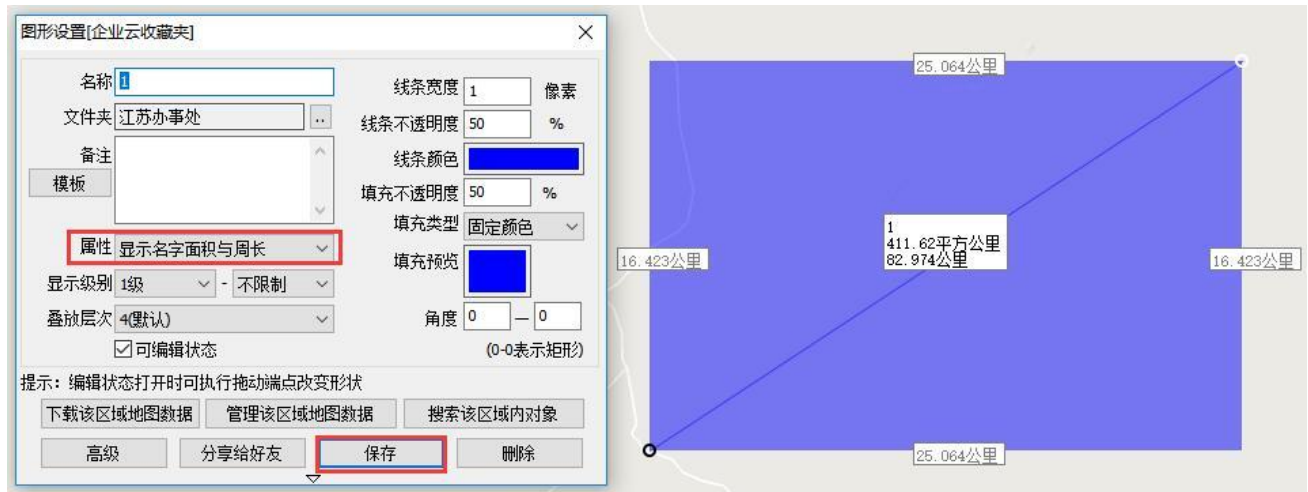 图形设置[企业云收藏夹]
名称 1
文件夹 江苏办事处 ..
备注
模板
属性 显示名字面积与周长
显示级别 1级 - 不限制
叠放层次 4(默认)
可编辑状态
线条宽度 1 像素
线条不透明度 50 %
线条颜色
填充不透明度 50 %
填充类型 固定颜色
填充预览
角度 0 — 0
(0-0表示矩形)
提示：编辑状态打开时可执行拖动端点改变形状
下载该区域地图数据 管理该区域地图数据 搜索该区域内对象
高级 分享给好友 保存 删除
25.064公里
16.423公里
1
411.62平方公里
82.974公里
16.423公里
25.064公里